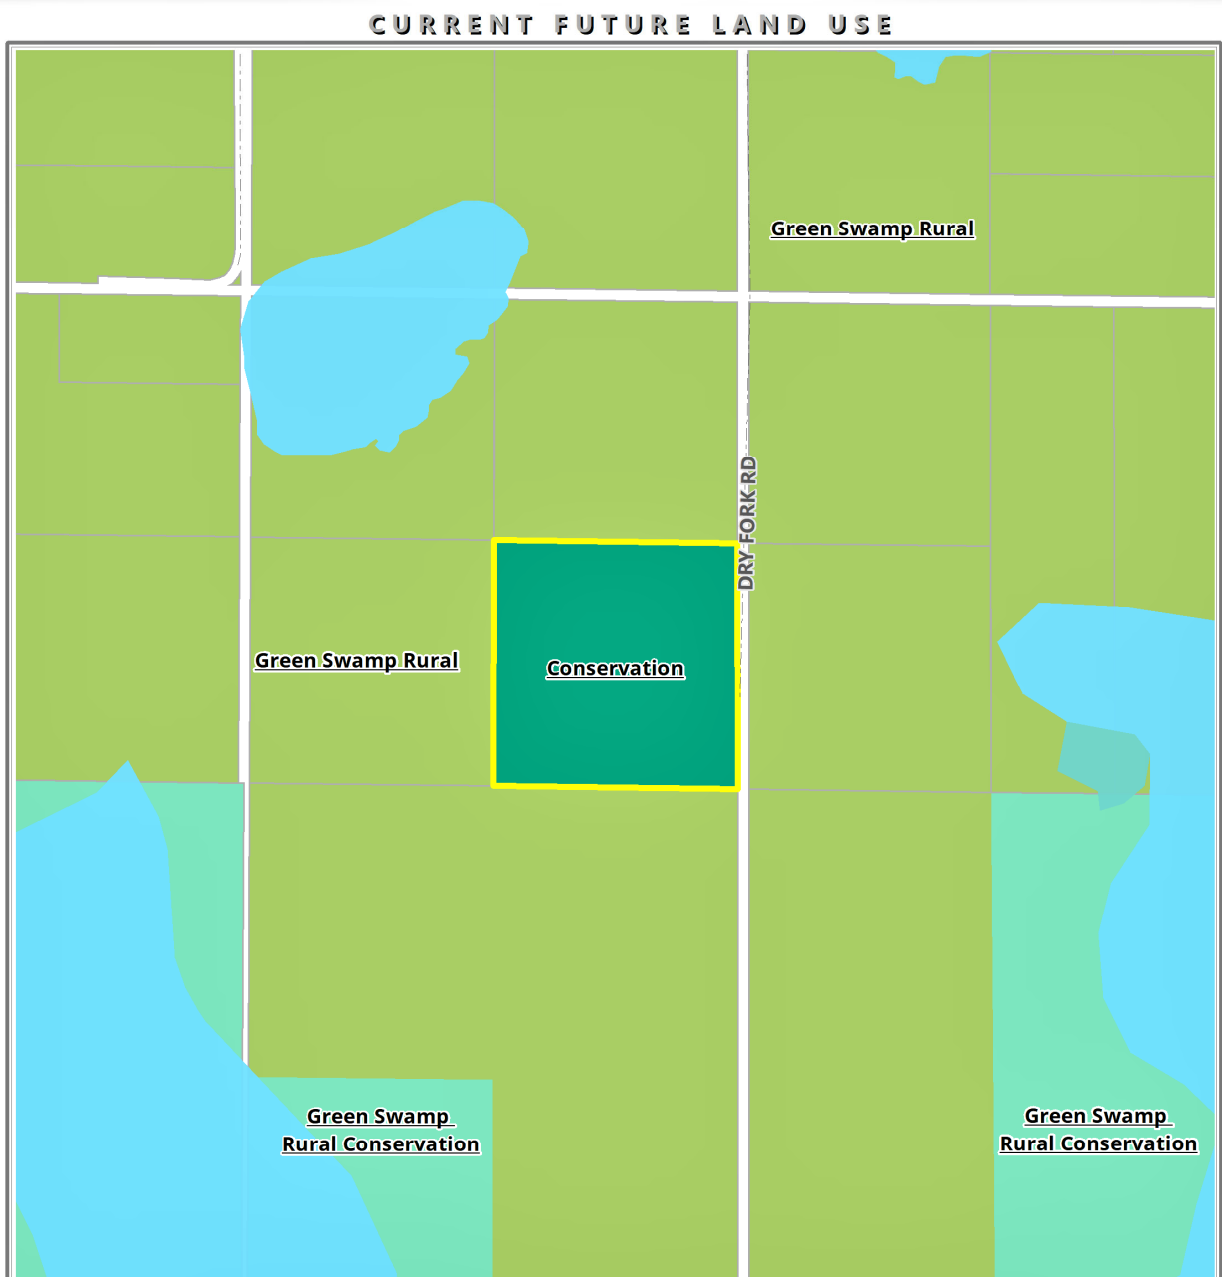 CURRENT FUTURE LAND USE
Green Swamp Rural
DRY FORK RD
Green Swamp Rural
Conservation
Green Swamp
Rural Conservation
Green Swamp
Rural Conservation